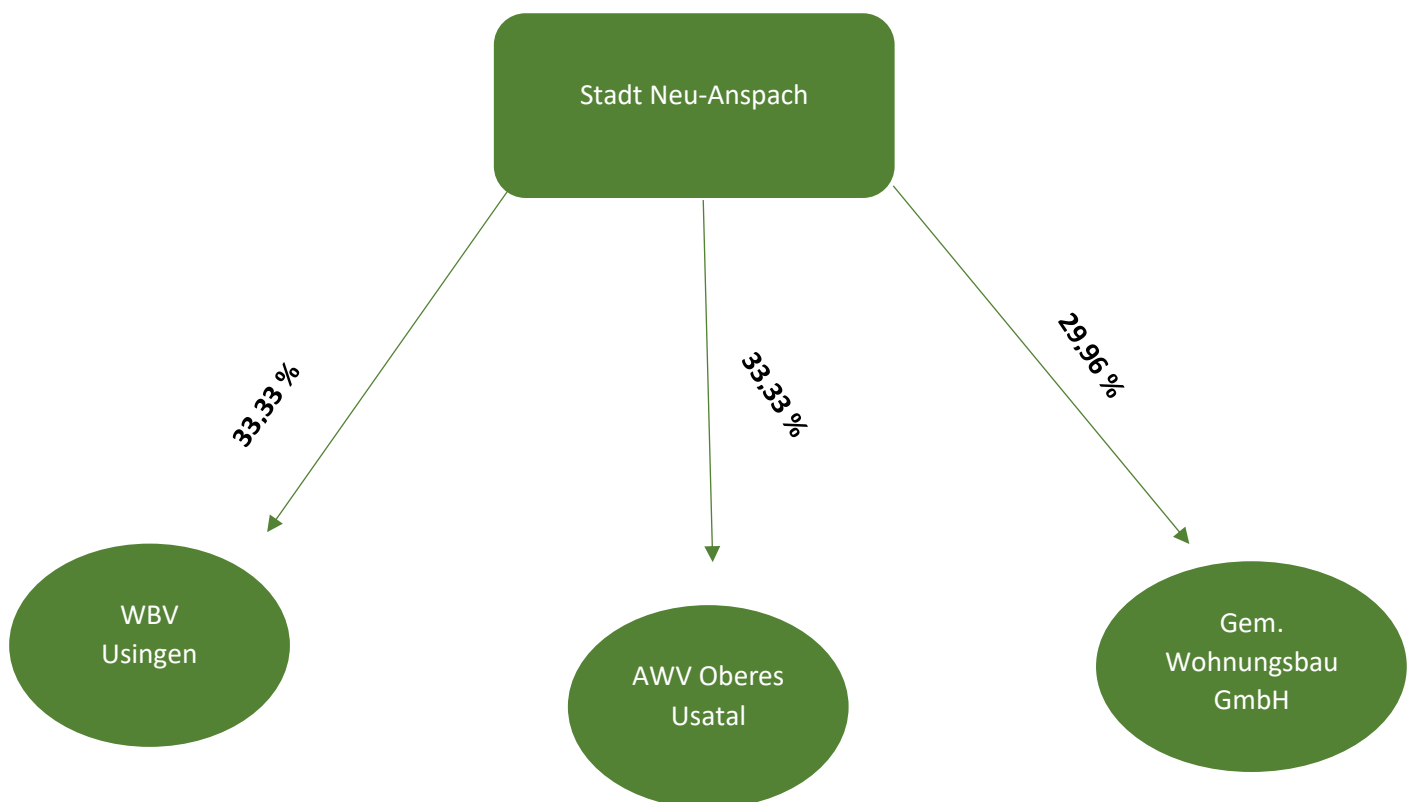 Stadt Neu-Anspach
33,33 %
33,33 %
29,96 %
WBV
Usingen
AWV Oberes
Usatal
Gem.
Wohnungsbau
GmbH